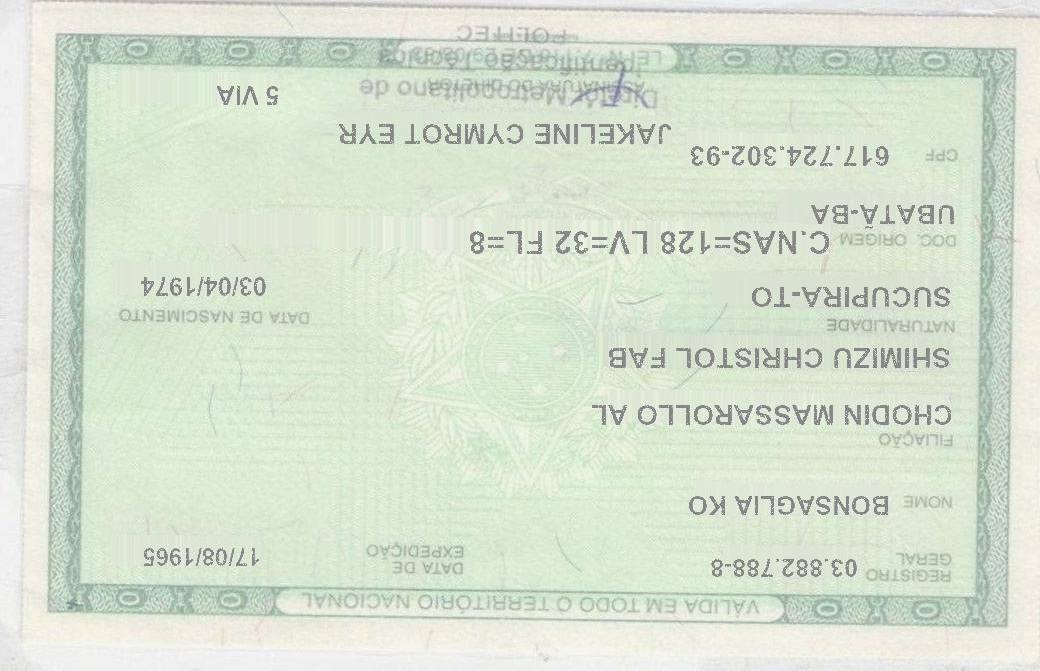 VÁLIDA EM TODO O TERRITÓRIO NACIONAL
REGISTRO GERAL 03.882.788-8 DATA DE EXPEDIÇÃO 17/08/1965
NOME BONSAGLIA KO
FILIAÇÃO
CHODIN MASSAROLLO AL
SHIMIZU CHRISTOL FAB
NATURALIDADE DATA DE NASCIMENTO
SUCUPIRA-TO 03/04/1974
DOC. ORIGEM C.NAS=128 LV=32 FL=8
UBATÃ-BA
CPF 617.724.302-93
JAKELINE CYMROT EYR
5 VIA
ASSINATURA DO DIRETOR
Metropolitano de
Identificação Técnica
LEI Nº 7.116 DE 29/08/83
POLITEC